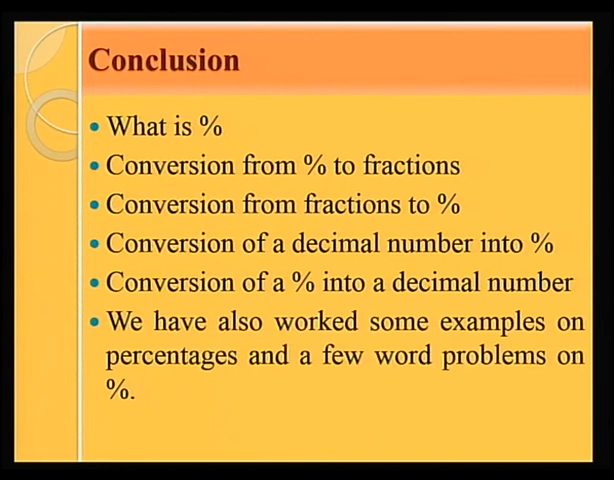 Conclusion
• What is %
• Conversion from % to fractions
• Conversion from fractions to %
• Conversion of a decimal number into %
• Conversion of a % into a decimal number
• We have also worked some examples on
percentages and a few word problems on
%.